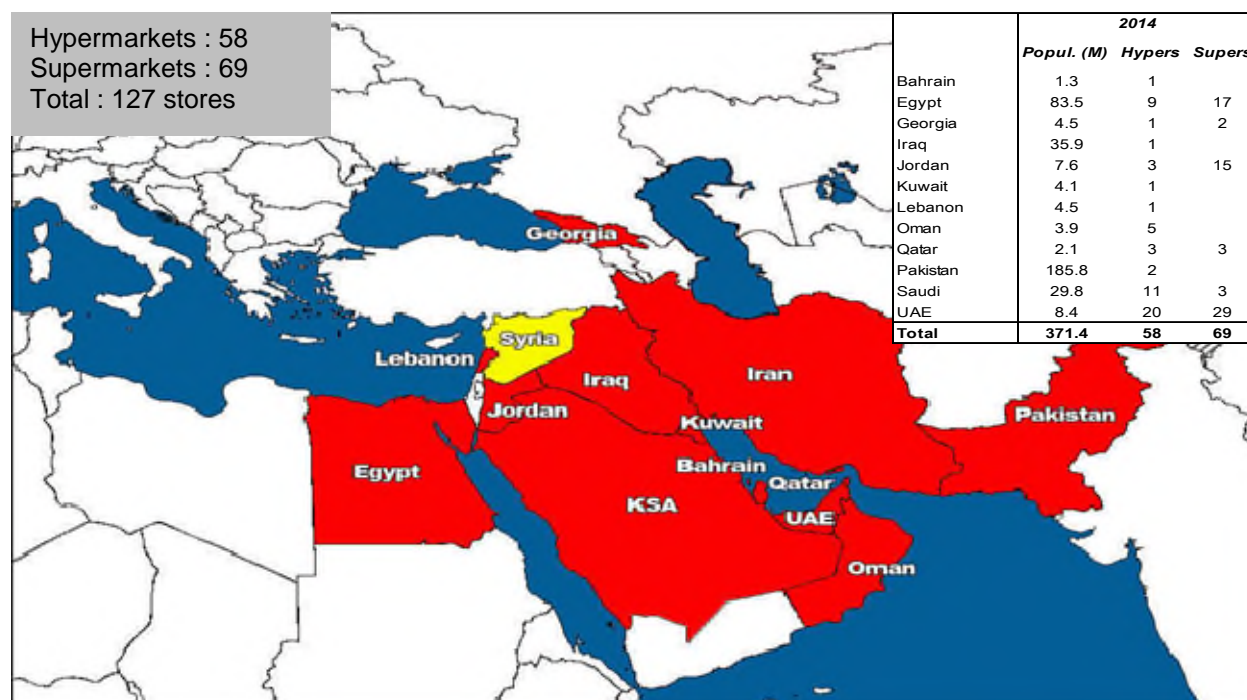 Hypermarkets : 58
Supermarkets : 69
Total : 127 stores
2014
Popul. (M) Hypers Supers
Bahrain 1.3 1
Egypt 83.5 9 17
Georgia 4.5 1 2
Iraq 35.9 1
Jordan 7.6 3 15
Kuwait 4.1 1
Lebanon 4.5 1
Oman 3.9 5
Qatar 2.1 3 3
Pakistan 185.8 2
Saudi 29.8 11 3
UAE 8.4 20 29
Total 371.4 58 69
Georgia
Syria
Lebanon
Iraq
Iran
Jordan
Pakistan
Kuwait
Egypt
Bahrain
Qatar
KSA
UAE
Oman